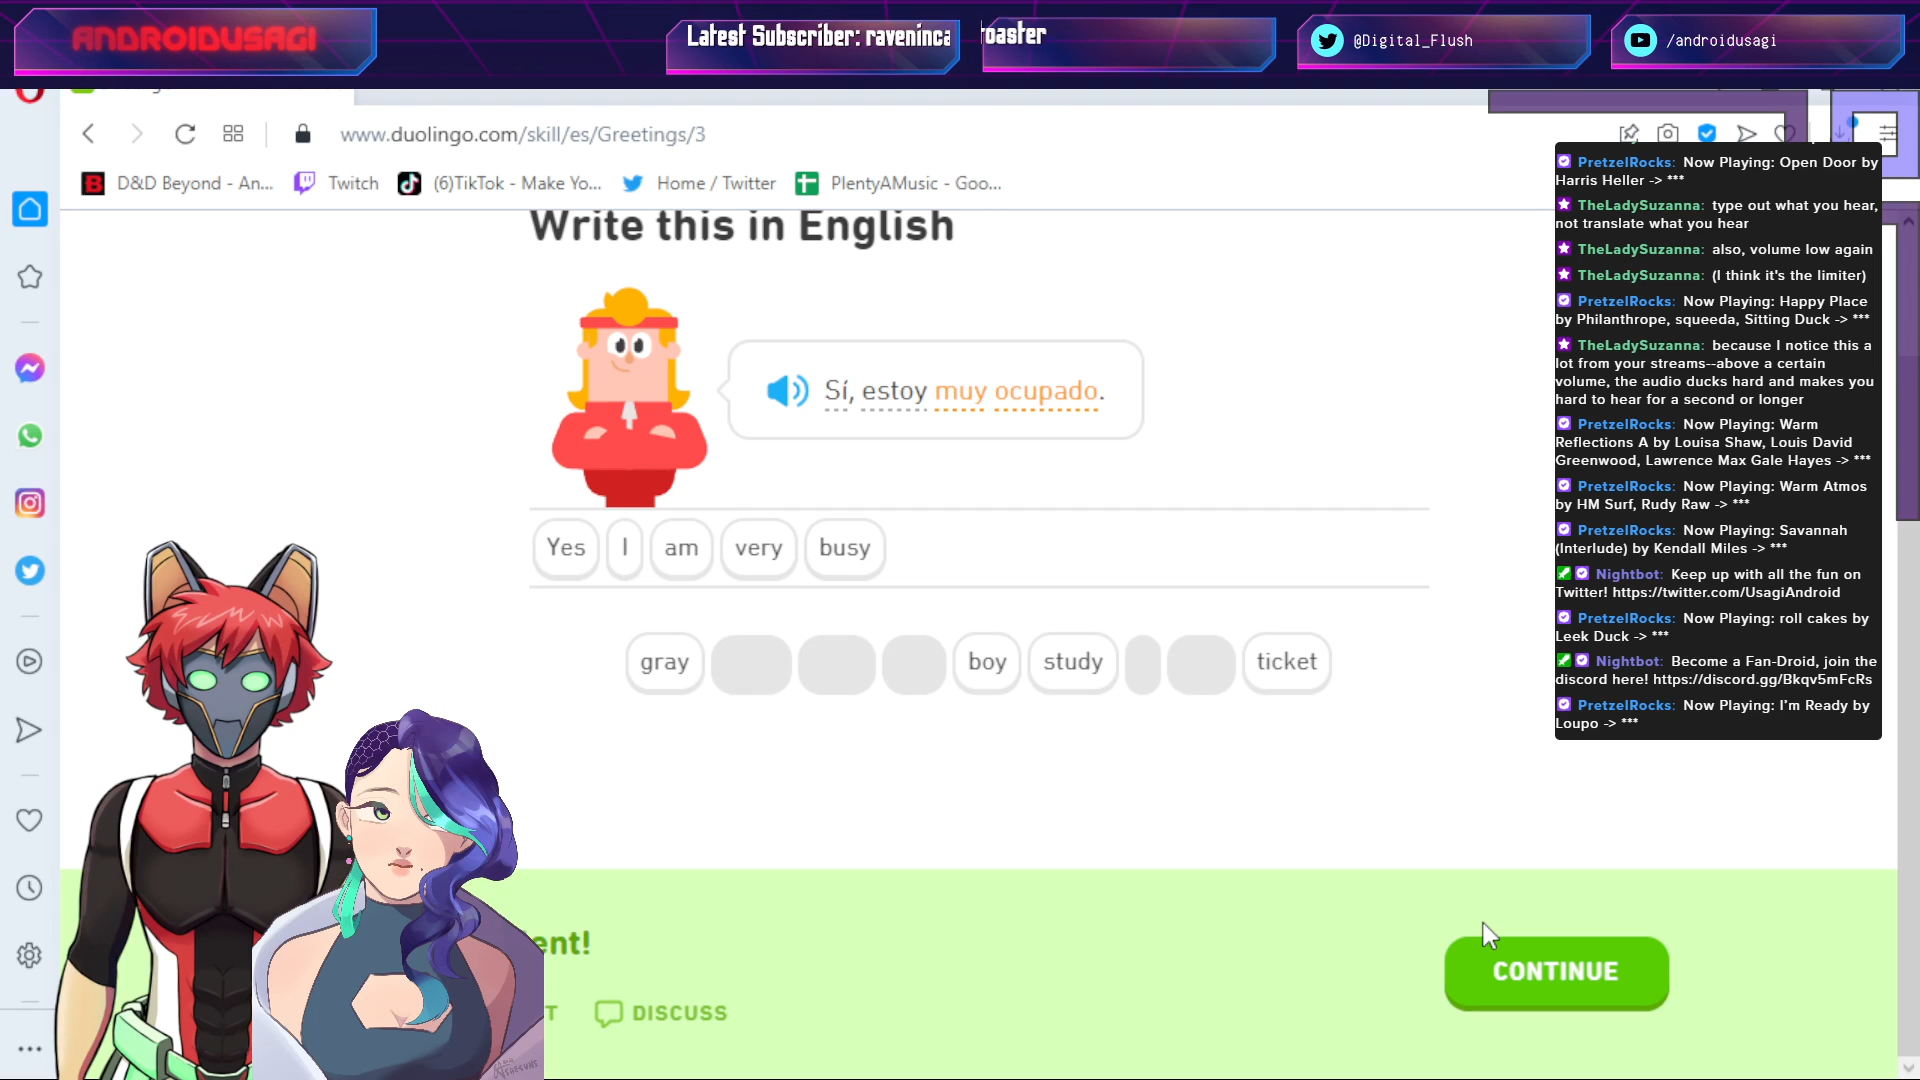 ANDROIDUSAGI
Latest Subscriber: raveninca
roaster
@Digital_Flush
/androidusagi
www.duolingo.com/skill/es/Greetings/3
D&D Beyond - An...
Twitch
(6)TikTok - Make Yo...
Home / Twitter
PlentyAMusic - Goo...
Write this in English
Sí, estoy muy ocupado.
Yes
I
am
very
busy
gray
boy
study
ticket
ent!
T
DISCUSS
CONTINUE
PretzelRocks: Now Playing: Open Door by
Harris Heller -> ***
TheLadySuzanna: type out what you hear,
not translate what you hear
TheLadySuzanna: also, volume low again
TheLadySuzanna: (I think it's the limiter)
PretzelRocks: Now Playing: Happy Place
by Philanthrope, squeeda, Sitting Duck -> ***
TheLadySuzanna: because I notice this a
lot from your streams--above a certain
volume, the audio ducks hard and makes you
hard to hear for a second or longer
PretzelRocks: Now Playing: Warm
Reflections A by Louisa Shaw, Louis David
Greenwood, Lawrence Max Gale Hayes -> ***
PretzelRocks: Now Playing: Warm Atmos
by HM Surf, Rudy Raw -> ***
PretzelRocks: Now Playing: Savannah
(Interlude) by Kendall Miles -> ***
Nightbot: Keep up with all the fun on
Twitter! https://twitter.com/UsagiAndroid
PretzelRocks: Now Playing: roll cakes by
Leek Duck -> ***
Nightbot: Become a Fan-Droid, join the
discord here! https://discord.gg/Bkqv5mFcRs
PretzelRocks: Now Playing: I'm Ready by
Loupo -> ***